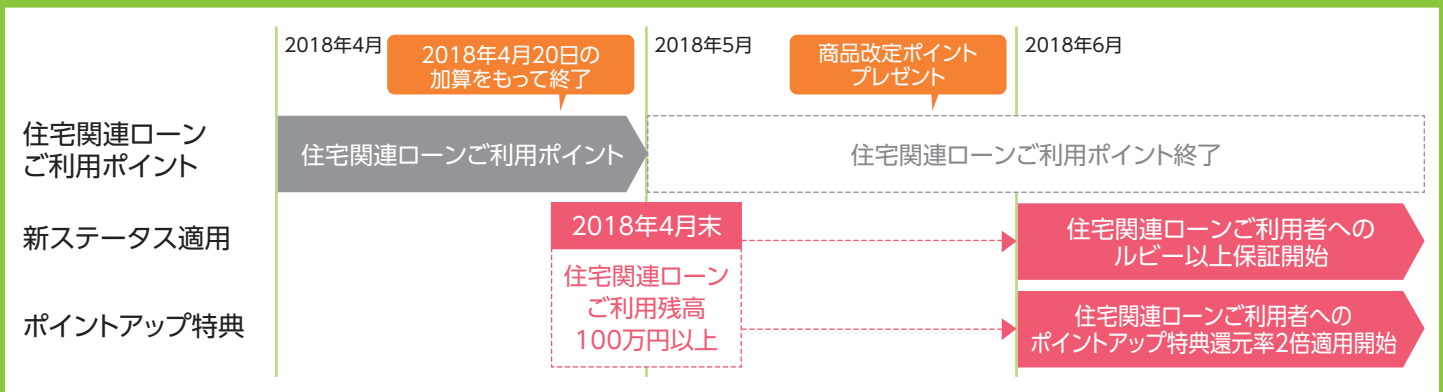 2018年4月
2018年4月20日の
加算をもって終了
2018年5月
商品改定ポイント
プレゼント
2018年6月
住宅関連ローン
ご利用ポイント
住宅関連ローンご利用ポイント
住宅関連ローンご利用ポイント終了
新ステータス適用
2018年4月末
住宅関連ローン
ご利用残高
100万円以上
住宅関連ローンご利用者への
ルビー以上保証開始
ポイントアップ特典
住宅関連ローンご利用者への
ポイントアップ特典還元率2倍適用開始